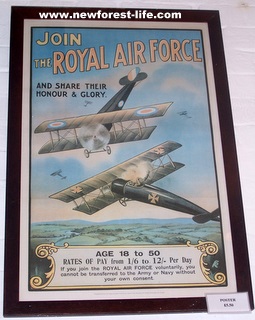 www.newforest-life.com
JOIN
THE ROYAL AIR FORCE
AND SHARE THEIR
HONOUR & GLORY.
AGE 18 to 50
RATES OF PAY from 1/6 to 12/- Per Day
If you join the ROYAL AIR FORCE voluntarily, you
cannot be transferred to the Army or Navy without
your own consent.
POSTER
£5.50